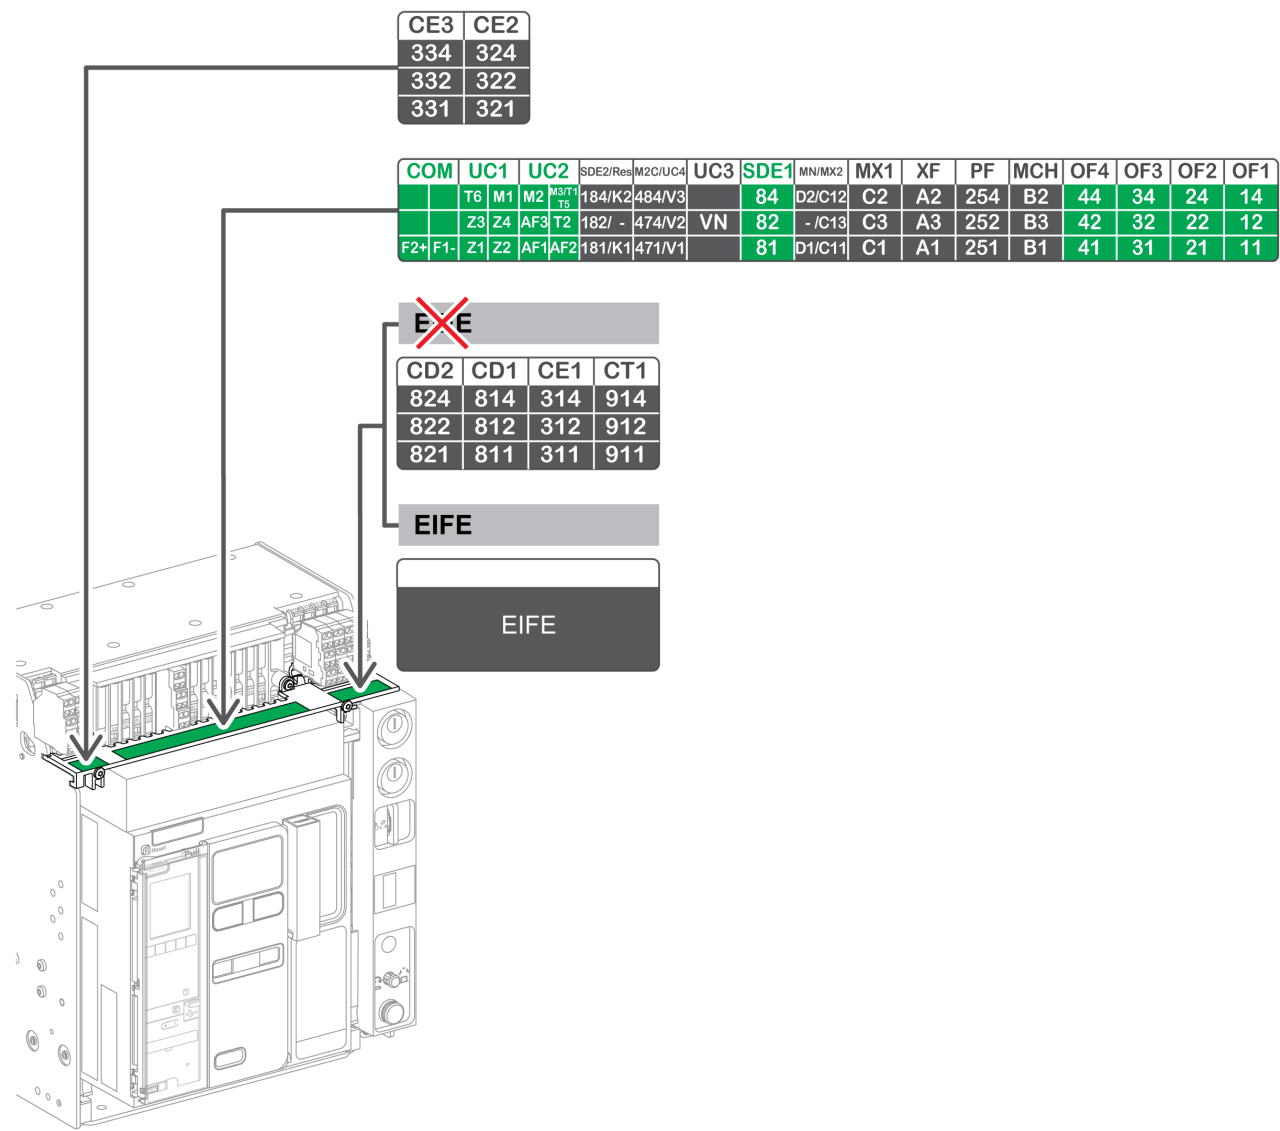 CE3 CE2
334 324
332 322
331 321
COM UC1 UC2 SDE2/Res M2C/UC4 UC3 SDE1 MN/MX2 MX1 XF PF MCH OF4 OF3 OF2 OF1
T6 M1 M2 M3/T1 T5 184/K2 484/V3 84 D2/C12 C2 A2 254 B2 44 34 24 14
Z3 Z4 AF3 T2 182/ - 474/V2 VN 82 - /C13 C3 A3 252 B3 42 32 22 12
F2+ F1- Z1 Z2 AF1 AF2 181/K1 471/V1 81 D1/C11 C1 A1 251 B1 41 31 21 11
CD2 CD1 CE1 CT1
824 814 314 914
822 812 312 912
821 811 311 911
EIFE
EIFE
Reset
Pull